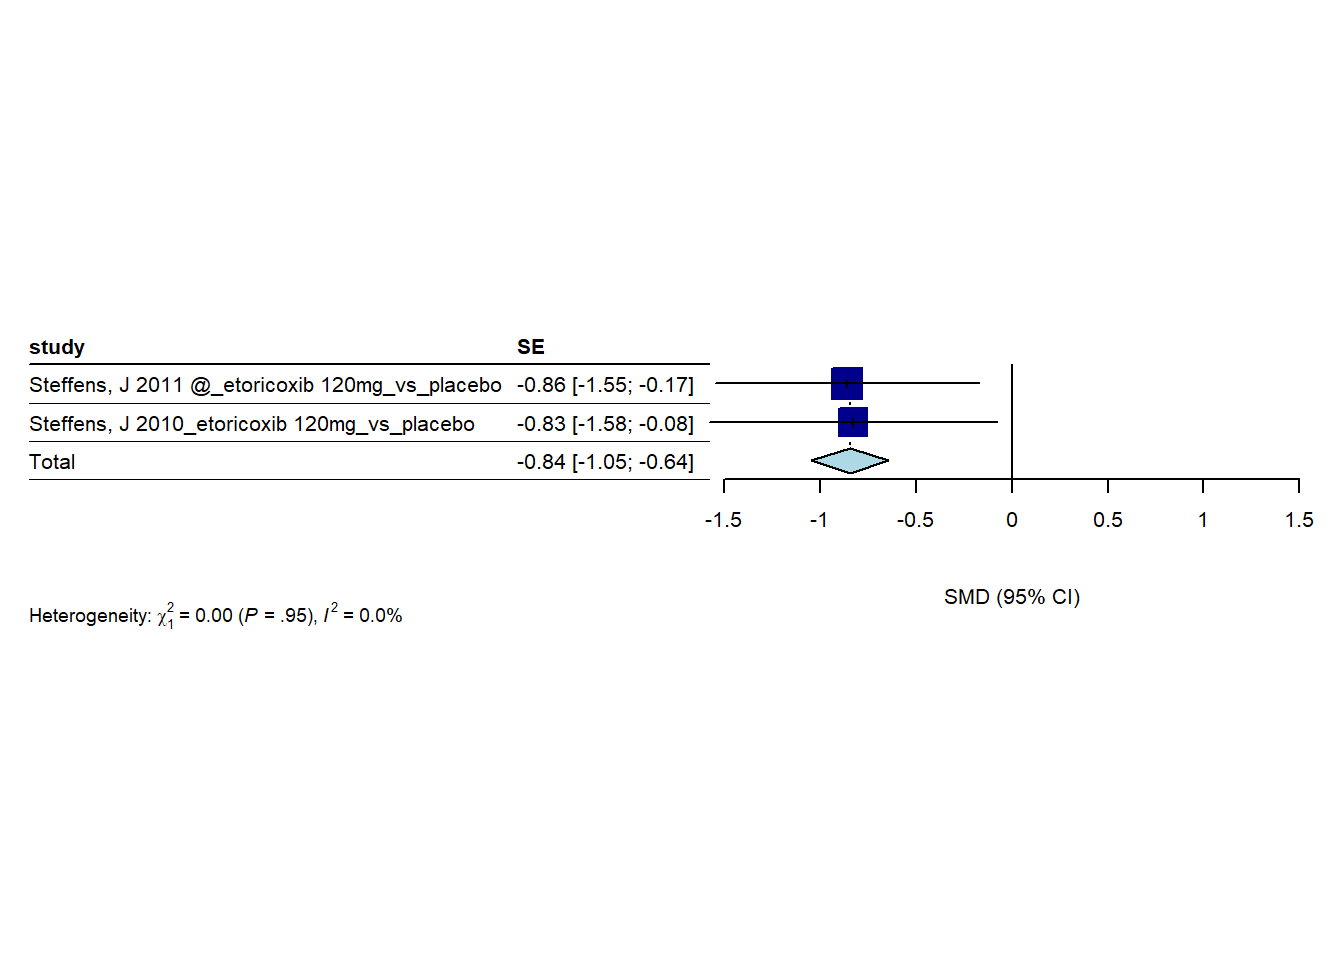 study SE
Steffens, J 2011 @_etoricoxib 120mg_vs_placebo -0.86 [-1.55; -0.17]
Steffens, J 2010_etoricoxib 120mg_vs_placebo -0.83 [-1.58; -0.08]
Total -0.84 [-1.05; -0.64]
-1.5 -1 -0.5 0 0.5 1 1.5
SMD (95% CI)
Heterogeneity: χ²₁ = 0.00 (P = .95), I² = 0.0%